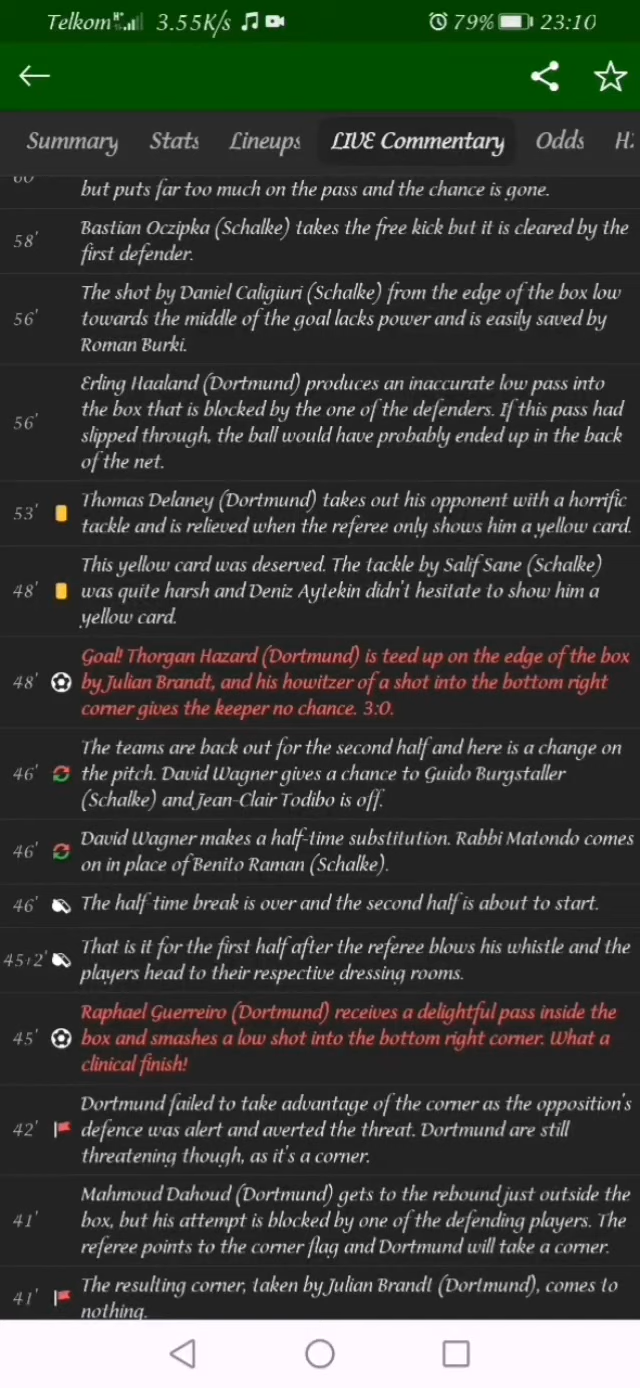 Telkom 3.55K/s 79% 23:10
Summary Stats Lineups LIVE Commentary Odds
but puts far too much on the pass and the chance is gone.
58' Bastian Oczipka (Schalke) takes the free kick but it is cleared by the
first defender.
The shot by Daniel Caligiuri (Schalke) from the edge of the box low
56' towards the middle of the goal lacks power and is easily saved by
Roman Burki.
Erling Haaland (Dortmund) produces an inaccurate low pass into
the box that is blocked by the one of the defenders. If this pass had
56' slipped through, the ball would have probably ended up in the back
of the net.
53' Thomas Delaney (Dortmund) takes out his opponent with a horrific
tackle and is relieved when the referee only shows him a yellow card.
This yellow card was deserved. The tackle by Salif Sane (Schalke)
48' was quite harsh and Deniz Aytekin didn't hesitate to show him a
yellow card.
Goal! Thorgan Hazard (Dortmund) is teed up on the edge of the box
48' by Julian Brandt, and his howitzer of a shot into the bottom right
corner gives the keeper no chance. 3:0.
The teams are back out for the second half and here is a change on
46' the pitch. David Wagner gives a chance to Guido Burgstaller
(Schalke) and Jean-Clair Todibo is off.
46' David Wagner makes a half-time substitution. Rabbi Matondo comes
on in place of Benito Raman (Schalke).
46' The half-time break is over and the second half is about to start.
45+2' That is it for the first half after the referee blows his whistle and the
players head to their respective dressing rooms.
Raphael Guerreiro (Dortmund) receives a delightful pass inside the
45' box and smashes a low shot into the bottom right corner. What a
clinical finish!
Dortmund failed to take advantage of the corner as the opposition's
42' defence was alert and averted the threat. Dortmund are still
threatening though, as it's a corner.
Mahmoud Dahoud (Dortmund) gets to the rebound just outside the
41' box, but his attempt is blocked by one of the defending players. The
referee points to the corner flag and Dortmund will take a corner.
41' The resulting corner, taken by Julian Brandt (Dortmund), comes to
nothing.